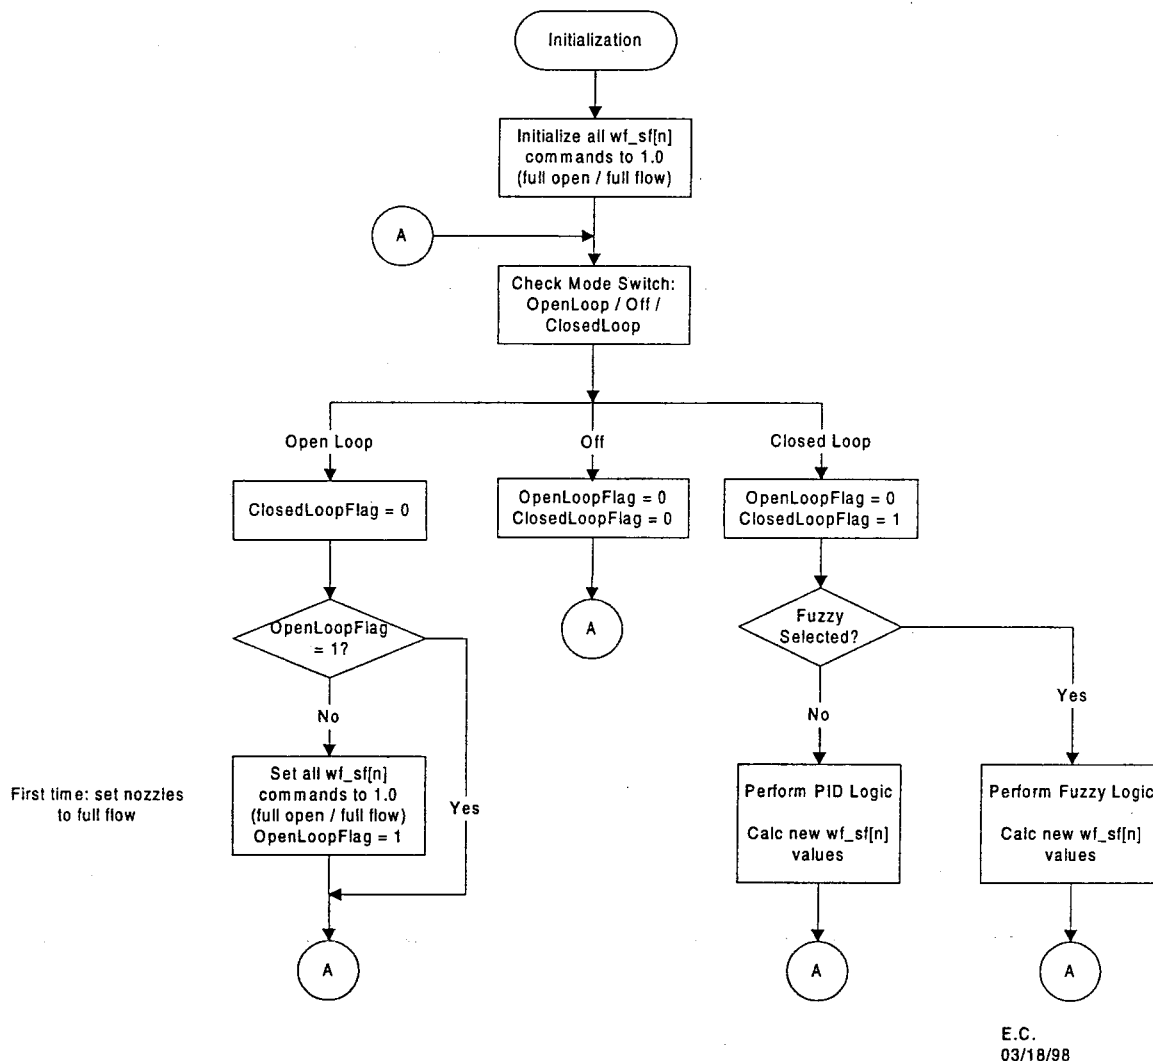 Initialization
Initialize all wf_sf[n]
commands to 1.0
(full open / full flow)
A
Check Mode Switch:
OpenLoop / Off /
ClosedLoop
Open Loop
Off
Closed Loop
ClosedLoopFlag = 0
OpenLoopFlag = 0
ClosedLoopFlag = 0
OpenLoopFlag = 0
ClosedLoopFlag = 1
OpenLoopFlag
= 1?
A
Fuzzy
Selected?
No
Yes
No
Yes
First time: set nozzles
to full flow
Set all wf_sf[n]
commands to 1.0
(full open / full flow)
OpenLoopFlag = 1
Perform PID Logic
Calc new wf_sf[n]
values
Perform Fuzzy Logic
Calc new wf_sf[n]
values
A
A
A
E.C.
03/18/98